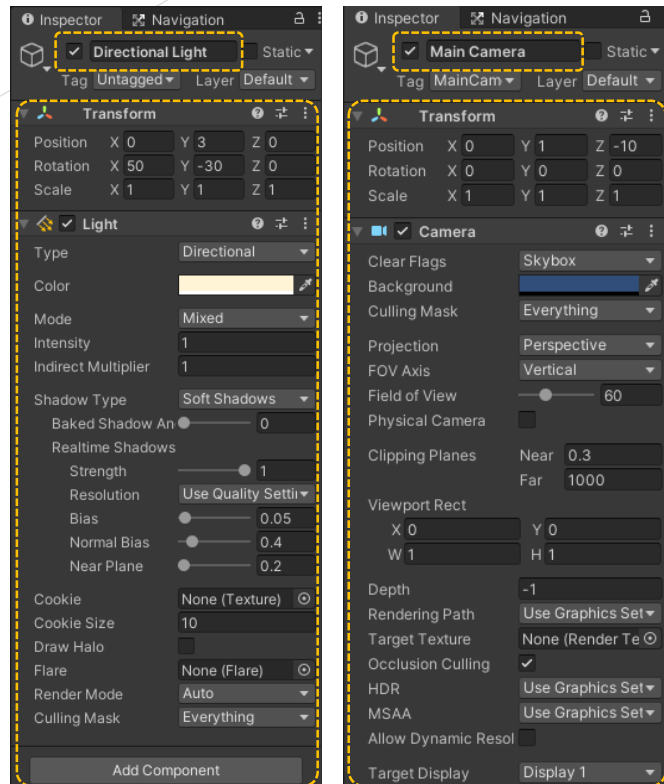 Inspector
Navigation
Directional Light
Static
Tag Untagged Layer Default
Transform
Position X 0 Y 3 Z 0
Rotation X 50 Y -30 Z 0
Scale X 1 Y 1 Z 1
Light
Type Directional
Color
Mode Mixed
Intensity 1
Indirect Multiplier 1
Shadow Type Soft Shadows
Baked Shadow An 0
Realtime Shadows
Strength 1
Resolution Use Quality Settin
Bias 0.05
Normal Bias 0.4
Near Plane 0.2
Cookie None (Texture)
Cookie Size 10
Draw Halo
Flare None (Flare)
Render Mode Auto
Culling Mask Everything
Add Component
Inspector
Navigation
Main Camera
Static
Tag MainCam Layer Default
Transform
Position X 0 Y 1 Z -10
Rotation X 0 Y 0 Z 0
Scale X 1 Y 1 Z 1
Camera
Clear Flags Skybox
Background
Culling Mask Everything
Projection Perspective
FOV Axis Vertical
Field of View 60
Physical Camera
Clipping Planes Near 0.3
Far 1000
Viewport Rect
X 0 Y 0
W 1 H 1
Depth -1
Rendering Path Use Graphics Set
Target Texture None (Render Te
Occlusion Culling
HDR Use Graphics Set
MSAA Use Graphics Set
Allow Dynamic Resol
Target Display Display 1